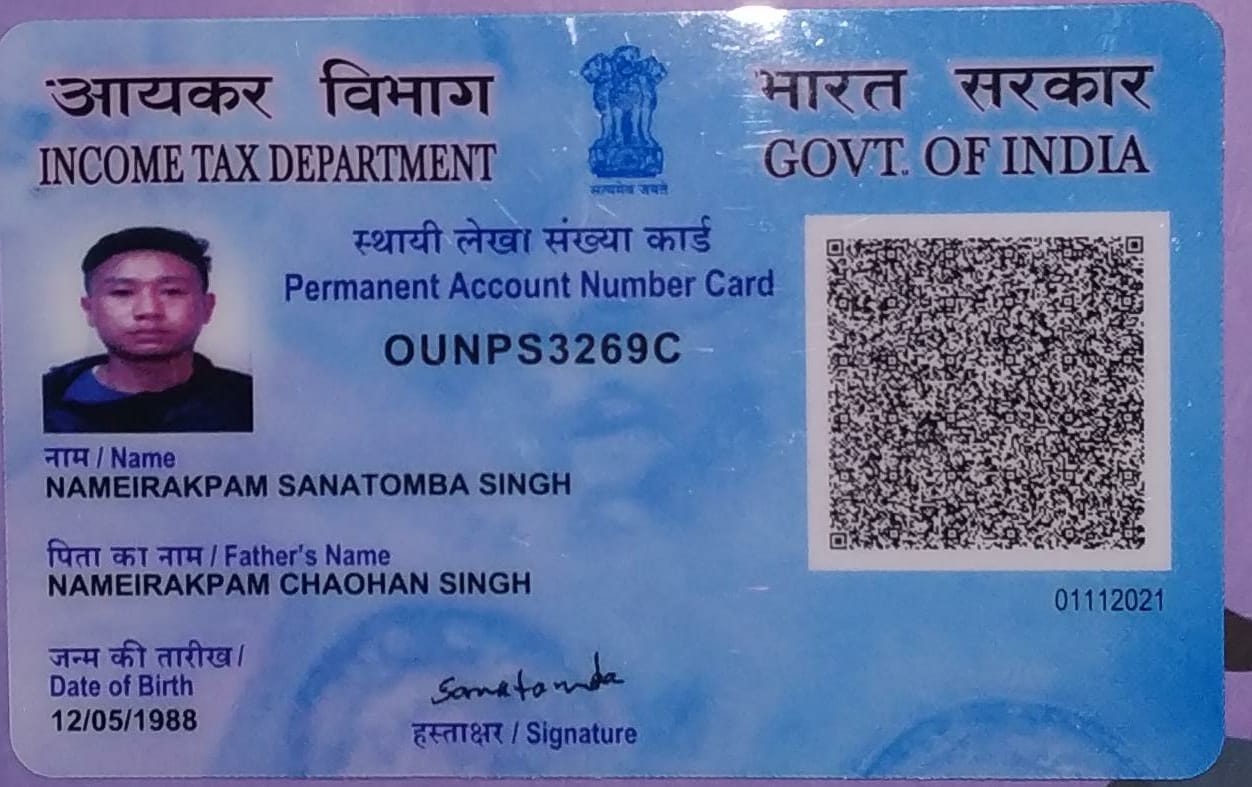 आयकर विभाग
INCOME TAX DEPARTMENT
सत्यमेव जयते
भारत सरकार
GOVT. OF INDIA
स्थायी लेखा संख्या कार्ड
Permanent Account Number Card
OUNPS3269C
नाम / Name
NAMEIRAKPAM SANATOMBA SINGH
पिता का नाम / Father's Name
NAMEIRAKPAM CHAOHAN SINGH
01112021
जन्म की तारीख /
Date of Birth
12/05/1988
Sanatomba
हस्ताक्षर / Signature